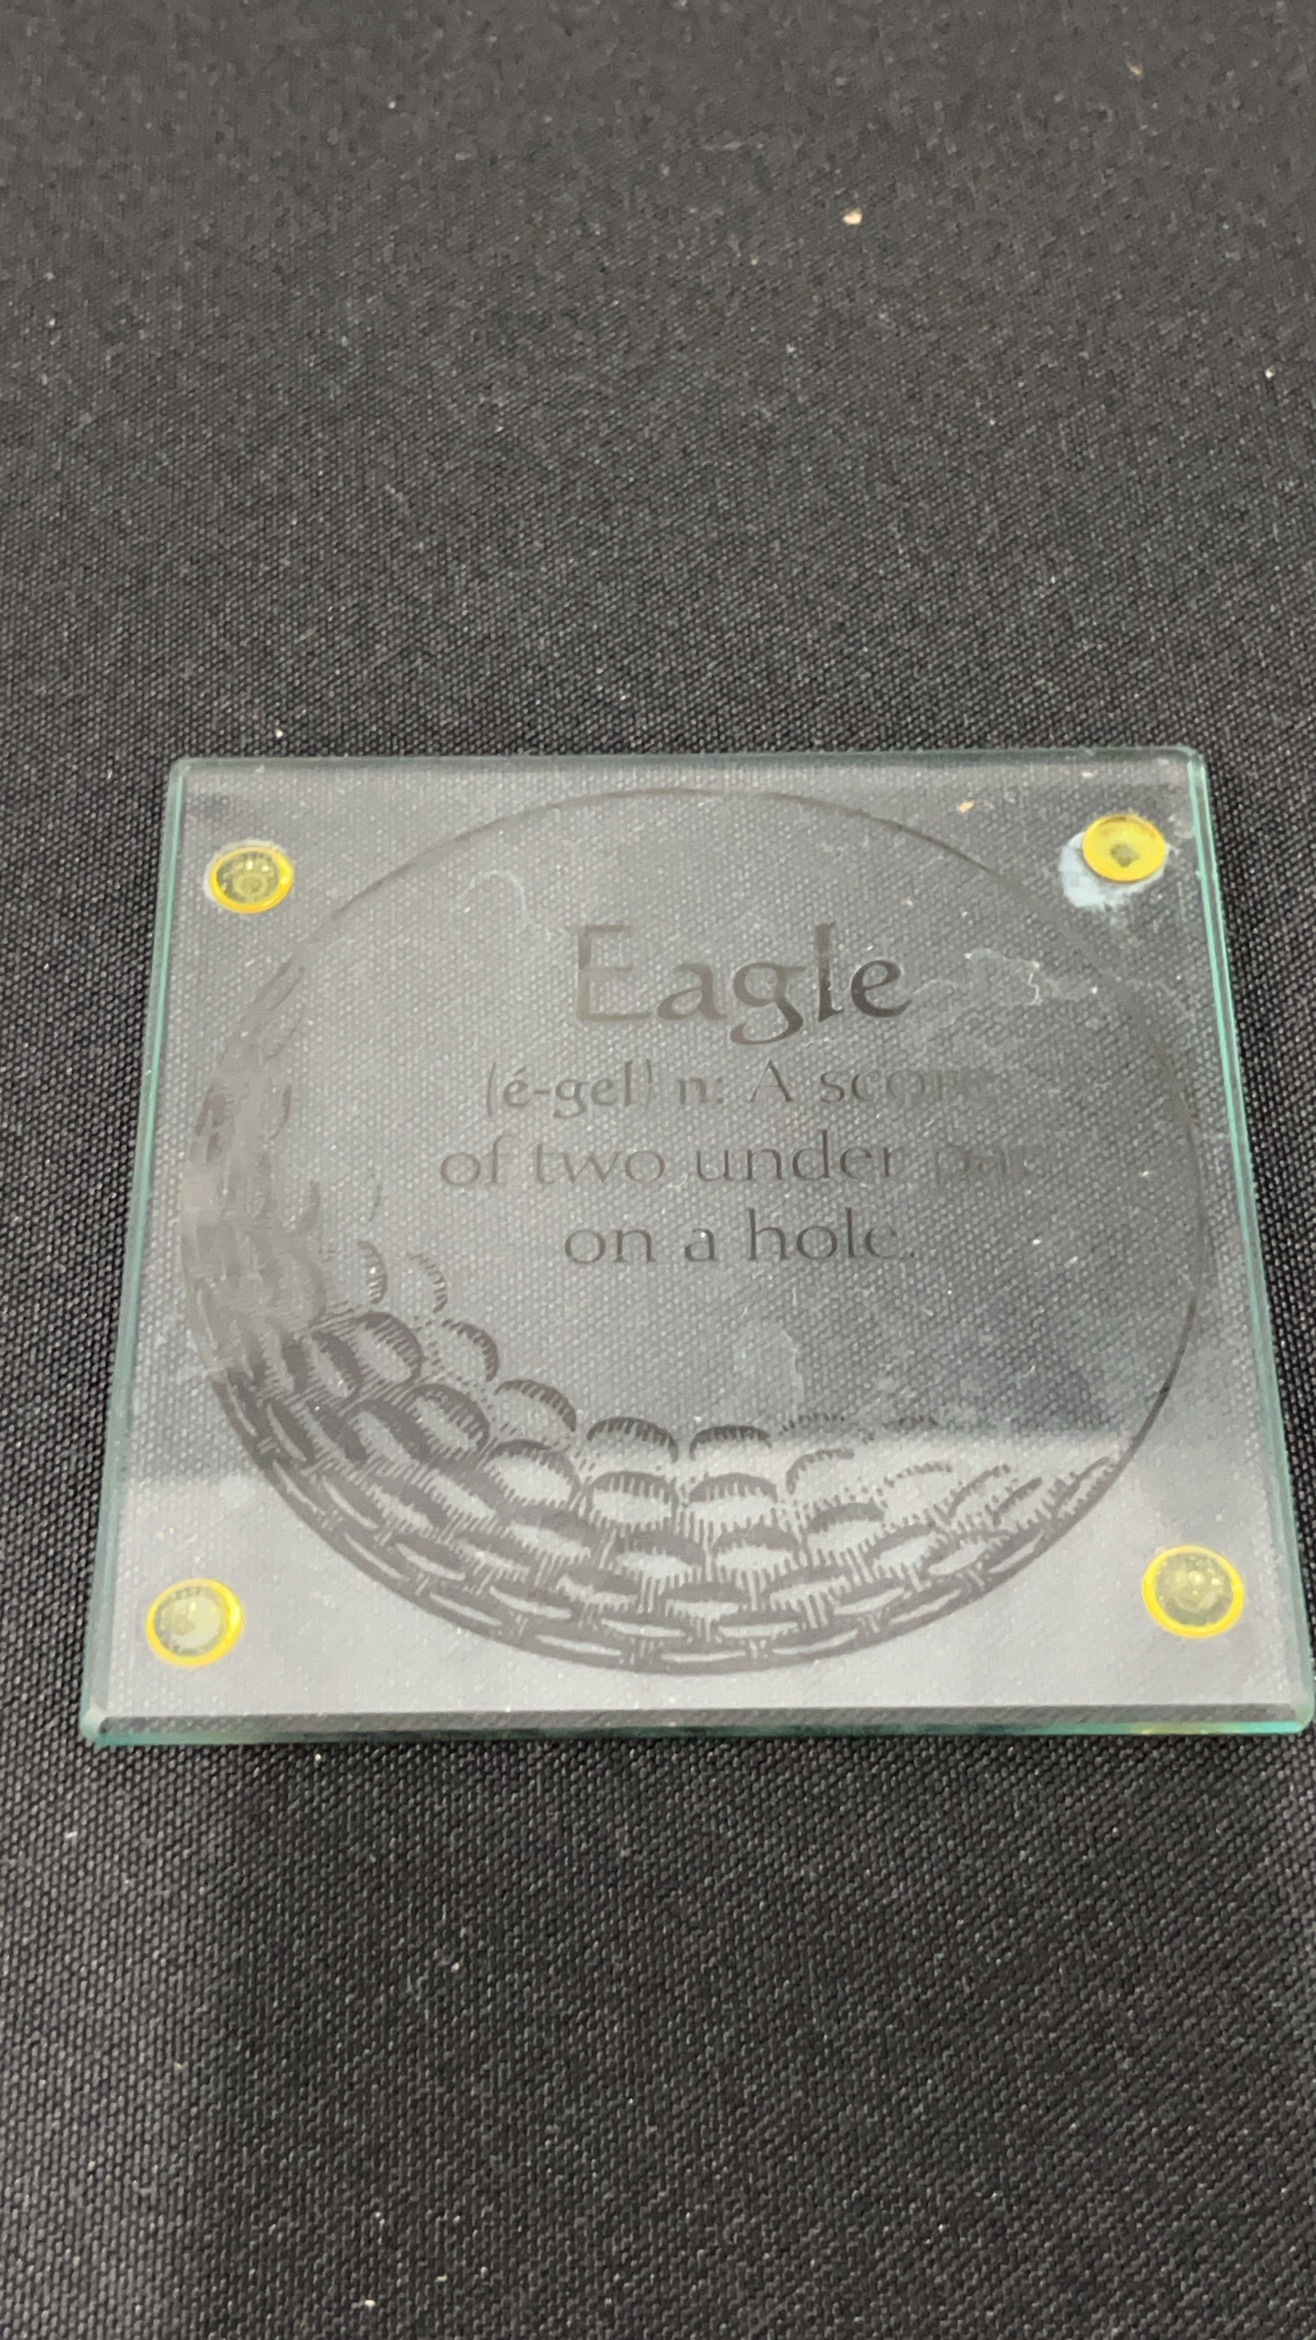 Eagle
(é-gel) n: A score
of two under par
on a hole.